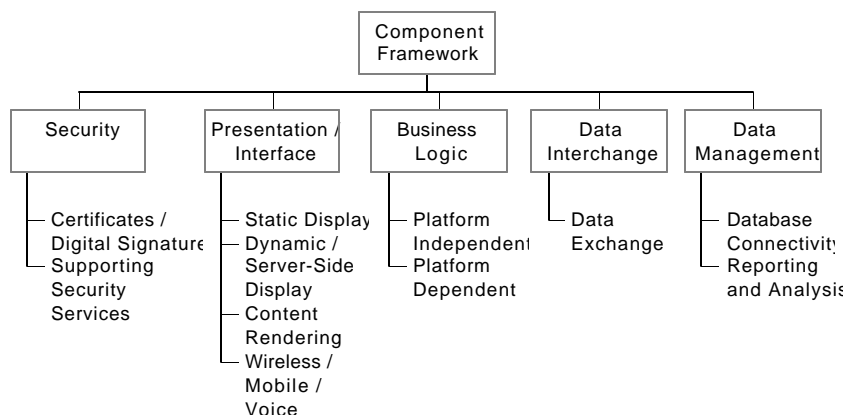 Component
Framework
Security
Presentation /
Interface
Business
Logic
Data
Interchange
Data
Management
Certificates /
Digital Signature
Supporting
Security
Services
Static Display
Dynamic /
Server-Side
Display
Content
Rendering
Wireless /
Mobile /
Voice
Platform
Independent
Platform
Dependent
Data
Exchange
Database
Connectivity
Reporting
and Analysis